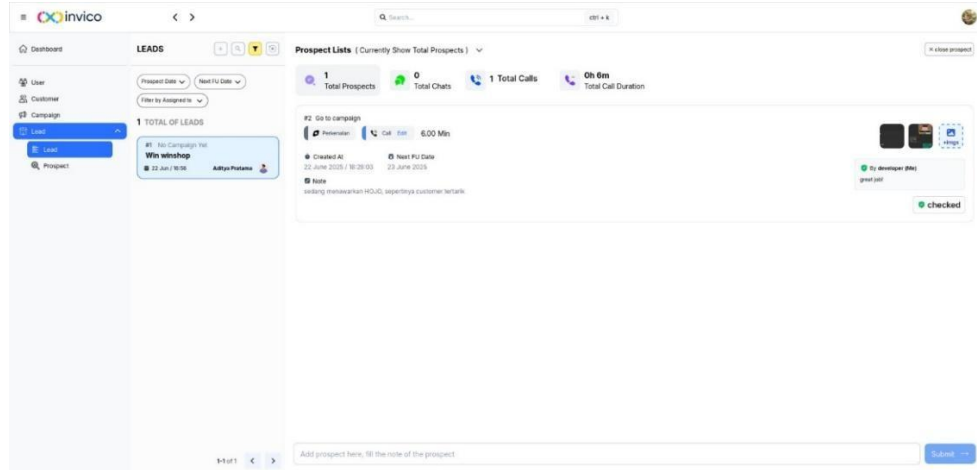 invico
Search...
ctrl + k
Dashboard
User
Customer
Campaign
Lead
Lead
Prospect
LEADS
Prospect Date
Next FU Date
Filter by Assigned to
1 TOTAL OF LEADS
#1 No Campaign Yet
Win winshop
22 Jun / 16:56
Aditya Pratama
1-1 of 1
Prospect Lists ( Currently Show Total Prospects )
× close prospect
1
Total Prospects
0
Total Chats
1 Total Calls
0h 6m
Total Call Duration
#2 Go to campaign
Perkenalan
Call
Edit
6.00 Min
Created At
22 June 2025 / 18:28:03
Next FU Date
23 June 2025
Note
sedang menawarkan HOJO, sepertinya customer tertarik
+imgs
By developer (Me)
great job!
checked
Add prospect here, fill the note of the prospect
Submit →